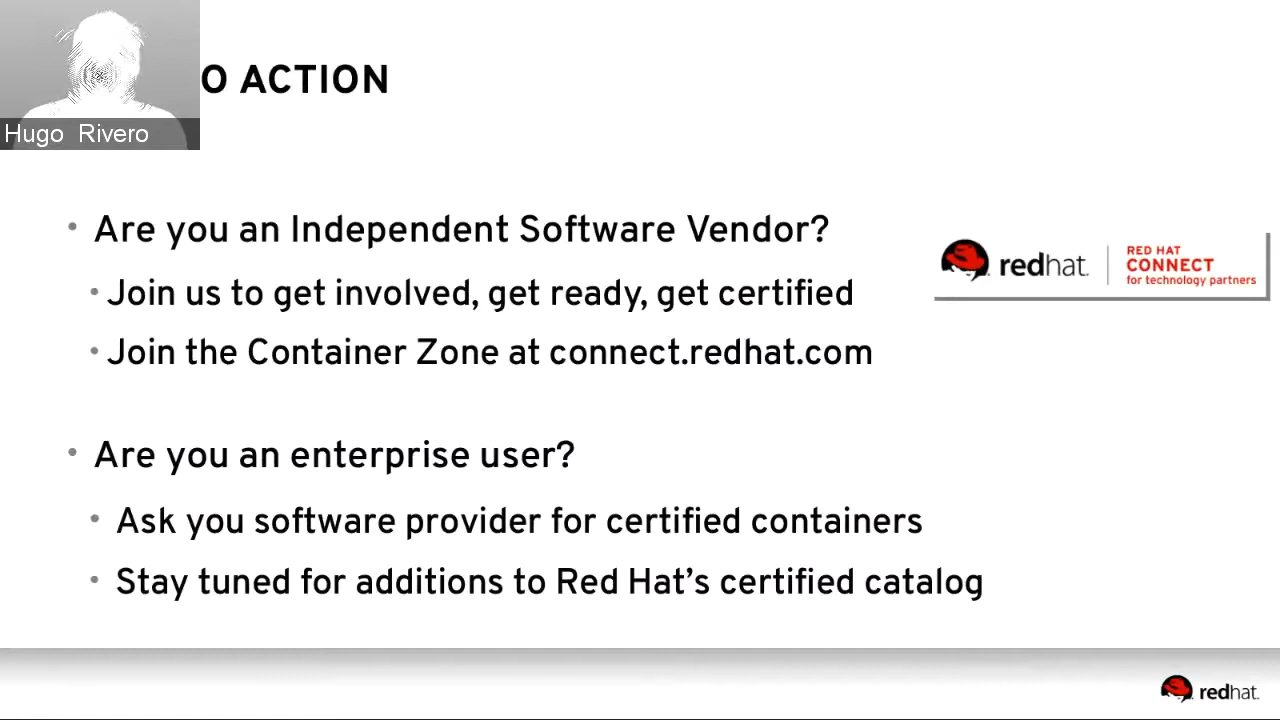 O ACTION
Hugo Rivero
• Are you an Independent Software Vendor?
• Join us to get involved, get ready, get certified
• Join the Container Zone at connect.redhat.com
redhat.
RED HAT
CONNECT
for technology partners
• Are you an enterprise user?
• Ask you software provider for certified containers
• Stay tuned for additions to Red Hat's certified catalog
redhat.